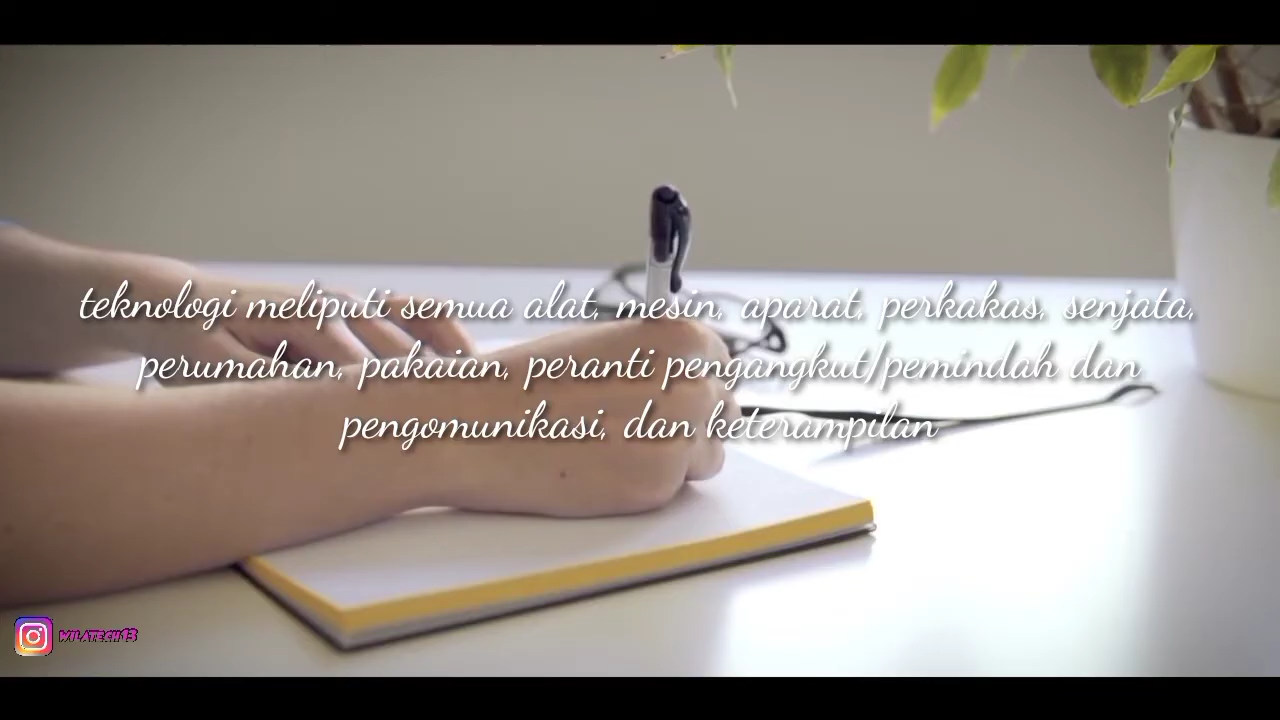 teknologi meliputi semua alat, mesin, aparat, perkakas, senjata,
perumahan, pakaian, peranti pengangkut/pemindah dan
pengomunikasi, dan keterampilan
WILATECH13